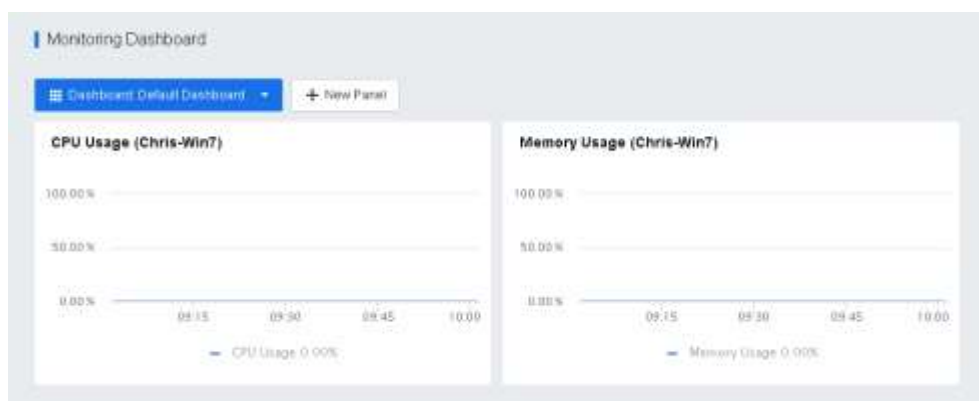 Monitoring Dashboard
Dashboard: Default Dashboard
New Panel
CPU Usage (Chris-Win7)
100.00%
50.00%
0.00%
09:15 09:30 09:45 10:00
CPU Usage 0.00%
Memory Usage (Chris-Win7)
100.00%
50.00%
0.00%
09:15 09:30 09:45 10:00
Memory Usage 0.00%